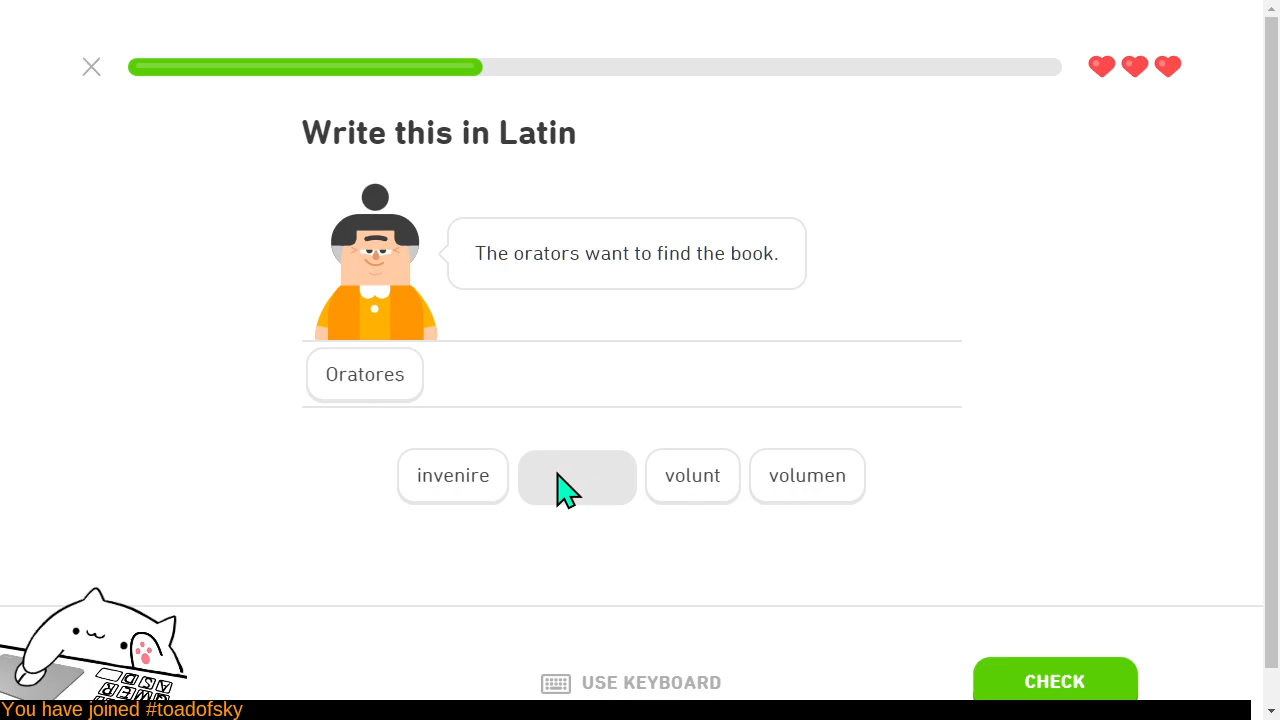 Write this in Latin
The orators want to find the book.
Oratores
invenire volunt volumen
USE KEYBOARD
CHECK
You have joined #toadofsky